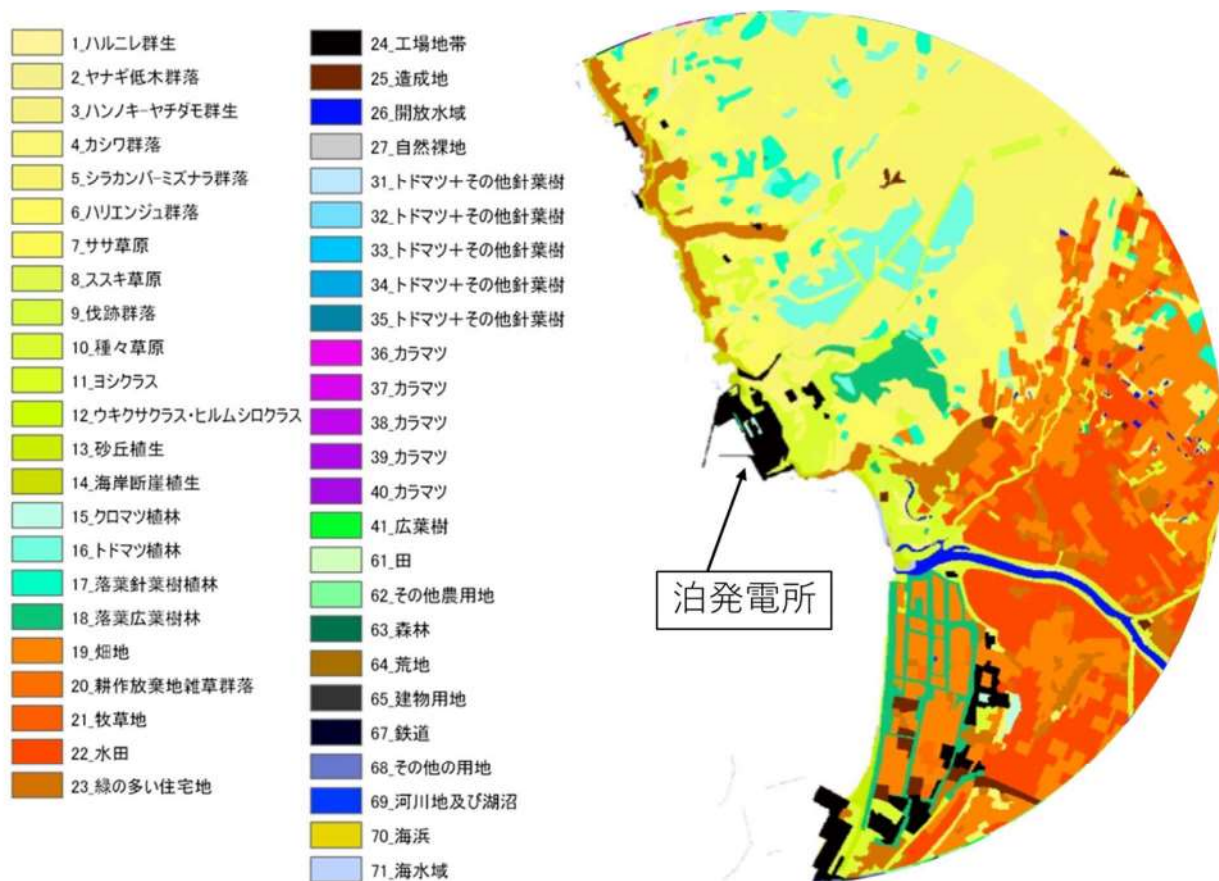 1_ハルニレ群生
2_ヤナギ低木群落
3_ハンノキーヤチダモ群生
4_カシワ群落
5_シラカンバーミズナラ群落
6_ハリエンジュ群落
7_ササ草原
8_ススキ草原
9_伐跡群落
10_種々草原
11_ヨシクラス
12_ウキクサクラス・ヒルムシロクラス
13_砂丘植生
14_海岸断崖植生
15_クロマツ植林
16_トドマツ植林
17_落葉針葉樹植林
18_落葉広葉樹林
19_畑地
20_耕作放棄地雑草群落
21_牧草地
22_水田
23_緑の多い住宅地
24_工場地帯
25_造成地
26_開放水域
27_自然裸地
31_トドマツ+その他針葉樹
32_トドマツ+その他針葉樹
33_トドマツ+その他針葉樹
34_トドマツ+その他針葉樹
35_トドマツ+その他針葉樹
36_カラマツ
37_カラマツ
38_カラマツ
39_カラマツ
40_カラマツ
41_広葉樹
61_田
62_その他農用地
63_森林
64_荒地
65_建物用地
67_鉄道
68_その他の用地
69_河川地及び湖沼
70_海浜
71_海水域
泊発電所